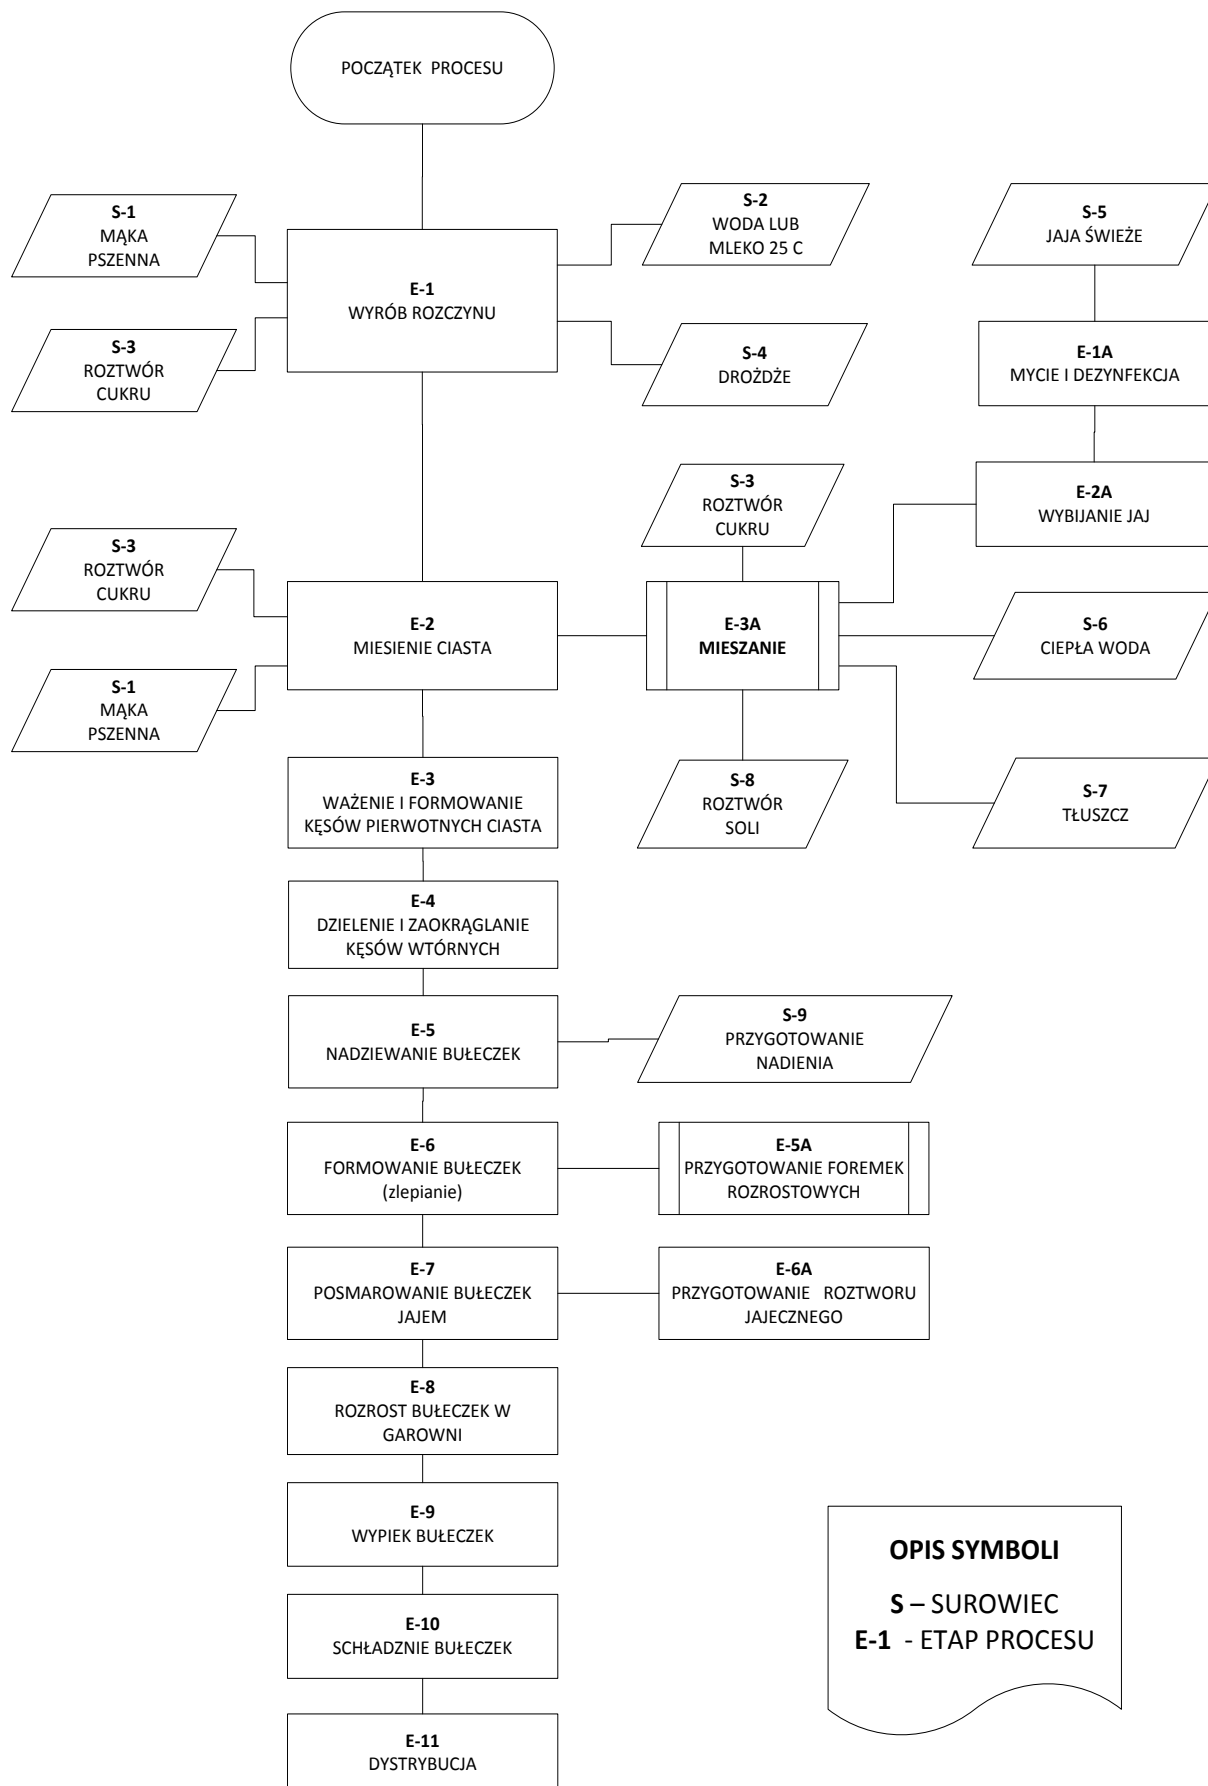 POCZĄTEK PROCESU
S-1
MĄKA
PSZENNA
S-2
WODA LUB
MLEKO 25 C
S-5
JAJA ŚWIEŻE
E-1
WYRÓB ROZCZYNU
S-3
ROZTWÓR
CUKRU
S-4
DROŻDŻE
E-1A
MYCIE I DEZYNFEKCJA
S-3
ROZTWÓR
CUKRU
E-2A
WYBIJANIE JAJ
S-3
ROZTWÓR
CUKRU
E-2
MIESIENIE CIASTA
E-3A
MIESZANIE
S-6
CIEPŁA WODA
S-1
MĄKA
PSZENNA
E-3
WAŻENIE I FORMOWANIE
KĘSÓW PIERWOTNYCH CIASTA
S-8
ROZTWÓR
SOLI
S-7
TŁUSZCZ
E-4
DZIELENIE I ZAOKRĄGLANIE
KĘSÓW WTÓRNYCH
E-5
NADZIEWANIE BUŁECZEK
S-9
PRZYGOTOWANIE
NADIENIA
E-6
FORMOWANIE BUŁECZEK
(zlepianie)
E-5A
PRZYGOTOWANIE FOREMEK
ROZROSTOWYCH
E-7
POSMAROWANIE BUŁECZEK
JAJEM
E-6A
PRZYGOTOWANIE ROZTWORU
JAJECZNEGO
E-8
ROZROST BUŁECZEK W
GAROWNI
E-9
WYPIEK BUŁECZEK
E-10
SCHŁADZNIE BUŁECZEK
E-11
DYSTRYBUCJA
OPIS SYMBOLI
S – SUROWIEC
E-1 - ETAP PROCESU